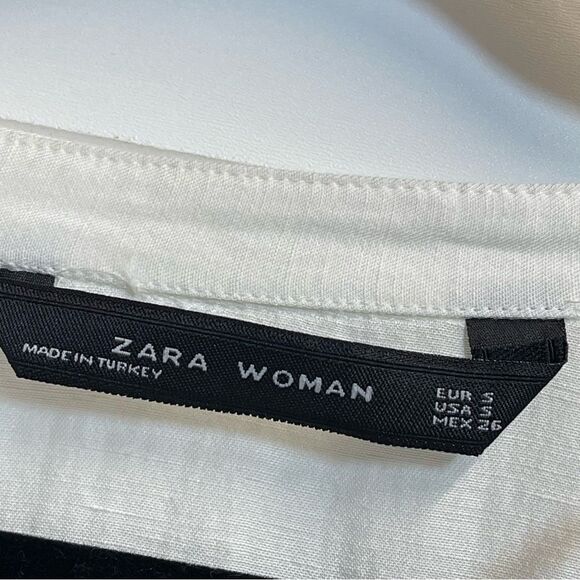 ZARA WOMAN
MADE IN TURKEY
EUR S
USA S
MEX 26